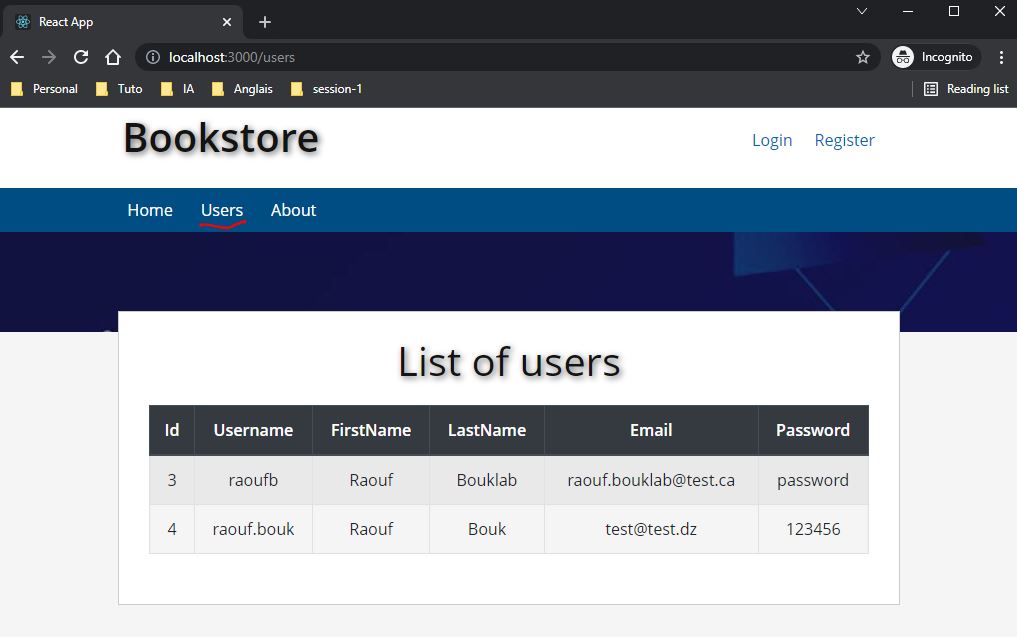 React App
localhost:3000/users
Incognito
Personal Tuto IA Anglais session-1 Reading list
Bookstore
Login Register
Home Users About
List of users
Id Username FirstName LastName Email Password
3 raoufb Raouf Bouklab raouf.bouklab@test.ca password
4 raouf.bouk Raouf Bouk test@test.dz 123456